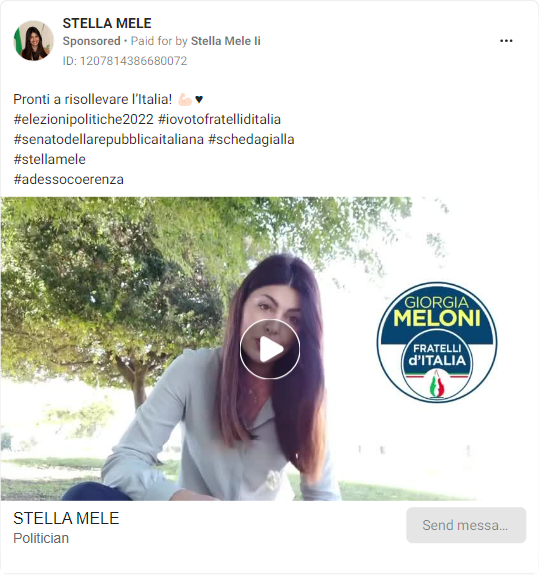 STELLA MELE
Sponsored • Paid for by Stella Mele Ii
ID: 1207814386680072
Pronti a risollevare l'Italia! 💪🏻♥
#elezionipolitiche2022 #iovotofratelliditalia
#senatodellarepubblicaitaliana #schedagialla
#stellamele
#adessocoerenza
GIORGIA
MELONI
FRATELLI
d'ITALIA
STELLA MELE
Politician
Send messa...